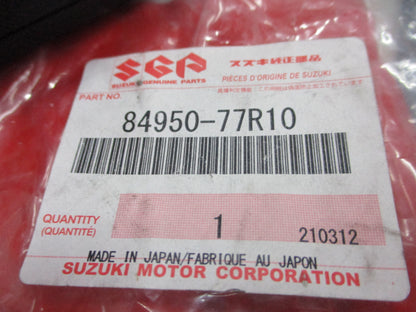 SGP
スズキ純正部品
SUZUKI GENUINE PARTS
PIÈCES D'ORIGINE DE SUZUKI
PART NO.
84950-77R10
QUANTITY
(QUANTITÉ)
1
210312
MADE IN JAPAN/FABRIQUE AU JAPON
SUZUKI MOTOR CORPORATION